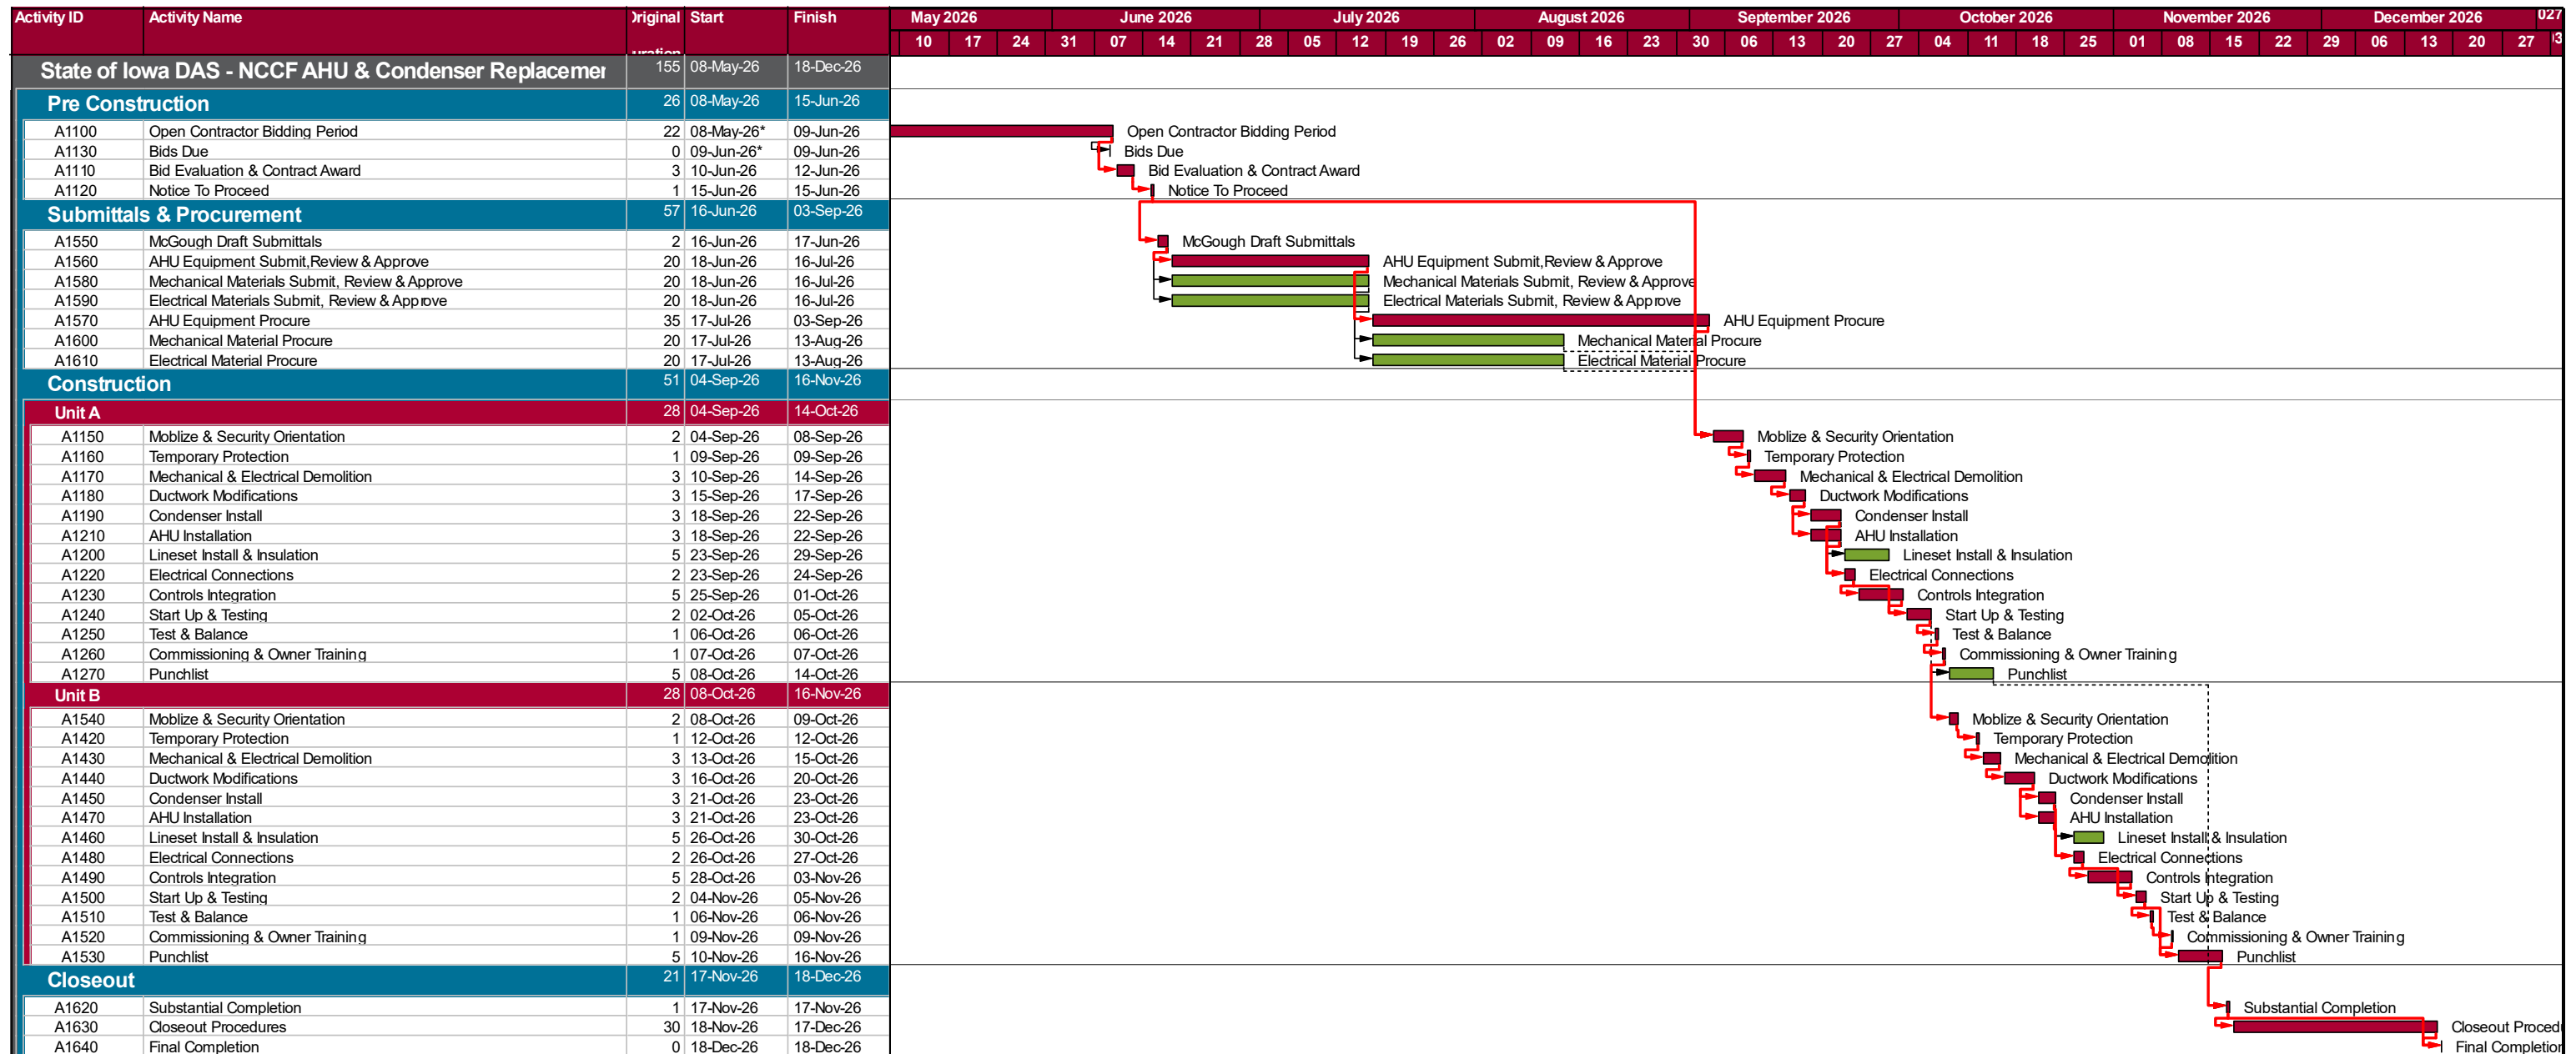 Activity ID Activity Name Original Duration Start Finish May 2026 June 2026 July 2026 August 2026 September 2026 October 2026 November 2026 December 2026 027
10 17 24 31 07 14 21 28 05 12 19 26 02 09 16 23 30 06 13 20 27 04 11 18 25 01 08 15 22 29 06 13 20 27
State of Iowa DAS - NCCF AHU & Condenser Replacemen 155 08-May-26 18-Dec-26
Pre Construction 26 08-May-26 15-Jun-26
A1100 Open Contractor Bidding Period 22 08-May-26* 09-Jun-26 Open Contractor Bidding Period
A1130 Bids Due 0 09-Jun-26* 09-Jun-26 Bids Due
A1110 Bid Evaluation & Contract Award 3 10-Jun-26 12-Jun-26 Bid Evaluation & Contract Award
A1120 Notice To Proceed 1 15-Jun-26 15-Jun-26 Notice To Proceed
Submittals & Procurement 57 16-Jun-26 03-Sep-26
A1550 McGough Draft Submittals 2 16-Jun-26 17-Jun-26 McGough Draft Submittals
A1560 AHU Equipment Submit,Review & Approve 20 18-Jun-26 16-Jul-26 AHU Equipment Submit,Review & Approve
A1580 Mechanical Materials Submit, Review & Approve 20 18-Jun-26 16-Jul-26 Mechanical Materials Submit, Review & Approve
A1590 Electrical Materials Submit, Review & Approve 20 18-Jun-26 16-Jul-26 Electrical Materials Submit, Review & Approve
A1570 AHU Equipment Procure 35 17-Jul-26 03-Sep-26 AHU Equipment Procure
A1600 Mechanical Material Procure 20 17-Jul-26 13-Aug-26 Mechanical Material Procure
A1610 Electrical Material Procure 20 17-Jul-26 13-Aug-26 Electrical Material Procure
Construction 51 04-Sep-26 16-Nov-26
Unit A 28 04-Sep-26 14-Oct-26
A1150 Moblize & Security Orientation 2 04-Sep-26 08-Sep-26 Moblize & Security Orientation
A1160 Temporary Protection 1 09-Sep-26 09-Sep-26 Temporary Protection
A1170 Mechanical & Electrical Demolition 3 10-Sep-26 14-Sep-26 Mechanical & Electrical Demolition
A1180 Ductwork Modifications 3 15-Sep-26 17-Sep-26 Ductwork Modifications
A1190 Condenser Install 3 18-Sep-26 22-Sep-26 Condenser Install
A1210 AHU Installation 3 18-Sep-26 22-Sep-26 AHU Installation
A1200 Lineset Install & Insulation 5 23-Sep-26 29-Sep-26 Lineset Install & Insulation
A1220 Electrical Connections 2 23-Sep-26 24-Sep-26 Electrical Connections
A1230 Controls Integration 5 25-Sep-26 01-Oct-26 Controls Integration
A1240 Start Up & Testing 2 02-Oct-26 05-Oct-26 Start Up & Testing
A1250 Test & Balance 1 06-Oct-26 06-Oct-26 Test & Balance
A1260 Commissioning & Owner Training 1 07-Oct-26 07-Oct-26 Commissioning & Owner Training
A1270 Punchlist 5 08-Oct-26 14-Oct-26 Punchlist
Unit B 28 08-Oct-26 16-Nov-26
A1540 Moblize & Security Orientation 2 08-Oct-26 09-Oct-26 Moblize & Security Orientation
A1420 Temporary Protection 1 12-Oct-26 12-Oct-26 Temporary Protection
A1430 Mechanical & Electrical Demolition 3 13-Oct-26 15-Oct-26 Mechanical & Electrical Demolition
A1440 Ductwork Modifications 3 16-Oct-26 20-Oct-26 Ductwork Modifications
A1450 Condenser Install 3 21-Oct-26 23-Oct-26 Condenser Install
A1470 AHU Installation 3 21-Oct-26 23-Oct-26 AHU Installation
A1460 Lineset Install & Insulation 5 26-Oct-26 30-Oct-26 Lineset Install & Insulation
A1480 Electrical Connections 2 26-Oct-26 27-Oct-26 Electrical Connections
A1490 Controls Integration 5 28-Oct-26 03-Nov-26 Controls Integration
A1500 Start Up & Testing 2 04-Nov-26 05-Nov-26 Start Up & Testing
A1510 Test & Balance 1 06-Nov-26 06-Nov-26 Test & Balance
A1520 Commissioning & Owner Training 1 09-Nov-26 09-Nov-26 Commissioning & Owner Training
A1530 Punchlist 5 10-Nov-26 16-Nov-26 Punchlist
Closeout 21 17-Nov-26 18-Dec-26
A1620 Substantial Completion 1 17-Nov-26 17-Nov-26 Substantial Completion
A1630 Closeout Procedures 30 18-Nov-26 17-Dec-26 Closeout Procedu
A1640 Final Completion 0 18-Dec-26 18-Dec-26 Final Completion